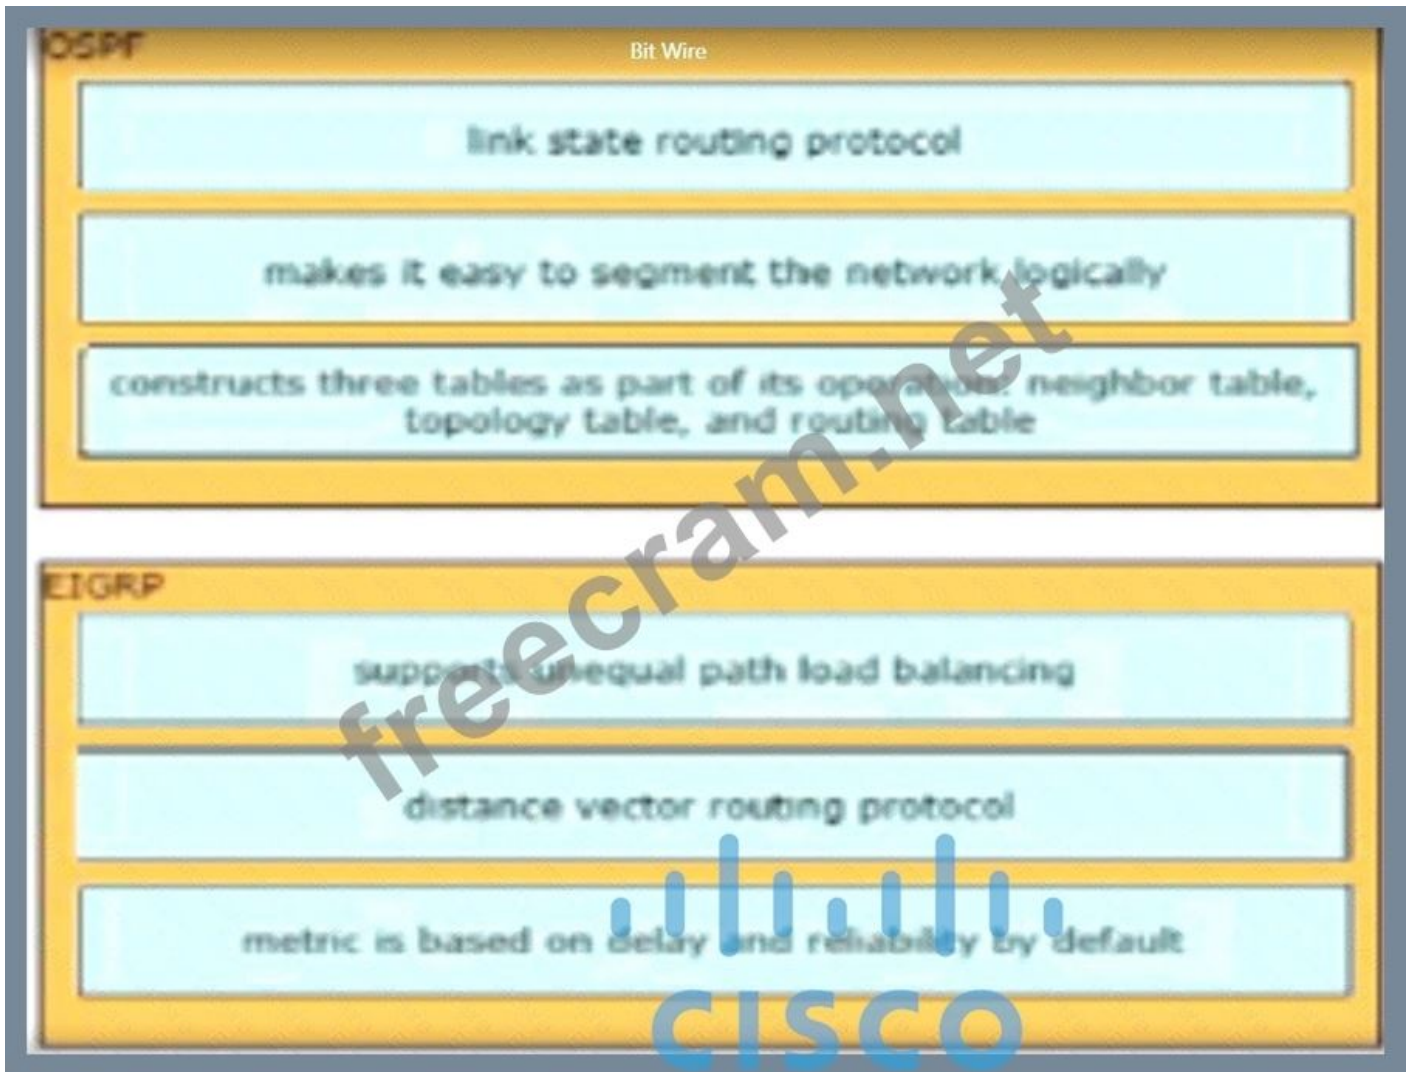 OSPF
Bit Wire
link state routing protocol
makes it easy to segment the network logically
constructs three tables as part of its operation: neighbor table,
topology table, and routing table
freecram.net
EIGRP
supports unequal path load balancing
distance vector routing protocol
metric is based on delay and reliability by default
CISCO